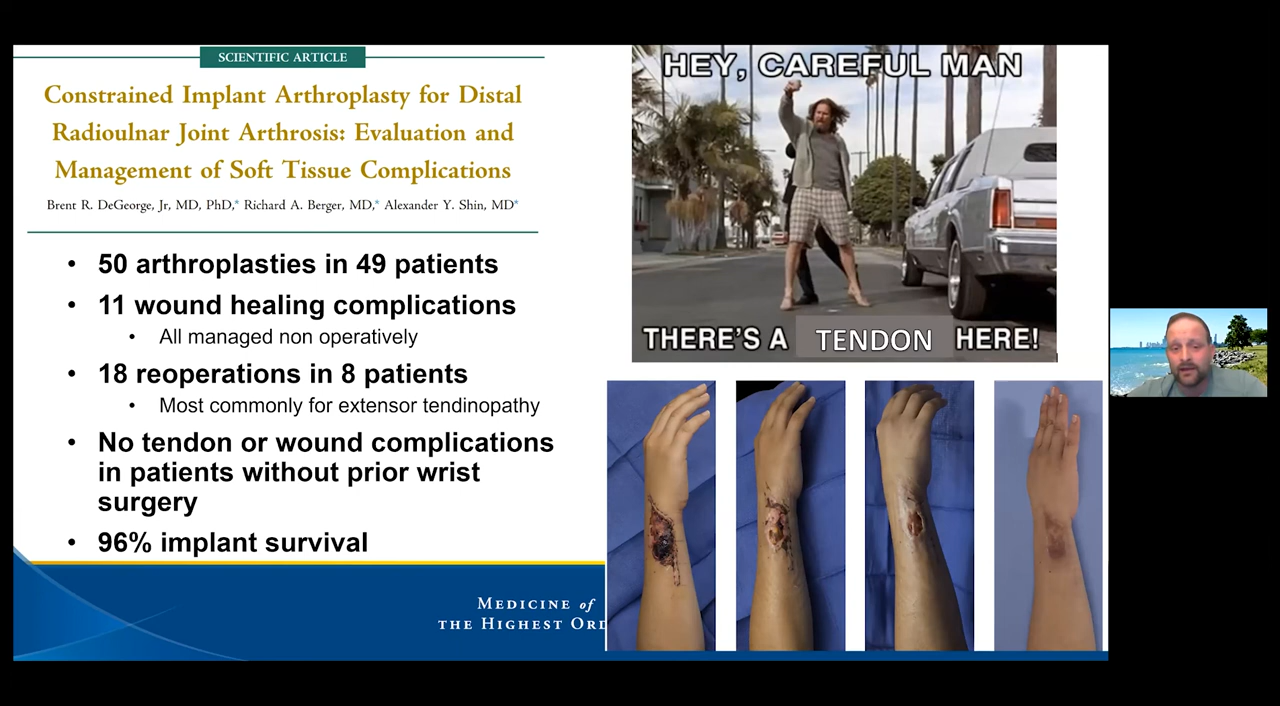 SCIENTIFIC ARTICLE
Constrained Implant Arthroplasty for Distal
Radioulnar Joint Arthrosis: Evaluation and
Management of Soft Tissue Complications
Brent R. DeGeorge, Jr, MD, PhD,* Richard A. Berger, MD,* Alexander Y. Shin, MD*
• 50 arthroplasties in 49 patients
• 11 wound healing complications
• All managed non operatively
• 18 reoperations in 8 patients
• Most commonly for extensor tendinopathy
• No tendon or wound complications
in patients without prior wrist
surgery
• 96% implant survival
MEDICINE of
THE HIGHEST ORD
HEY, CAREFUL MAN
THERE'S A TENDON HERE!